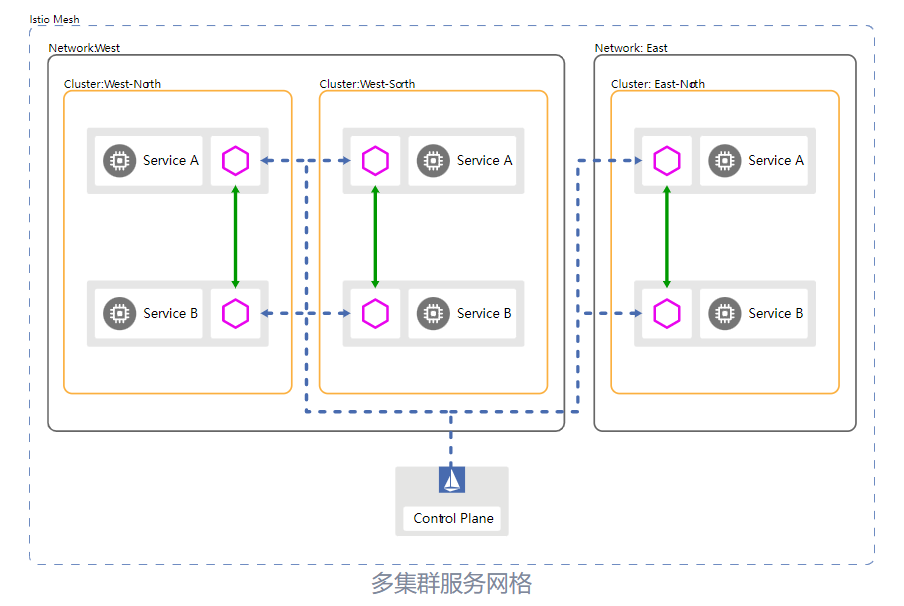 Istio Mesh
Network:West
Network: East
Cluster:West-North
Cluster:West-Sorth
Cluster: East-North
Service A
Service A
Service A
Service B
Service B
Service B
Control Plane
多集群服务网格